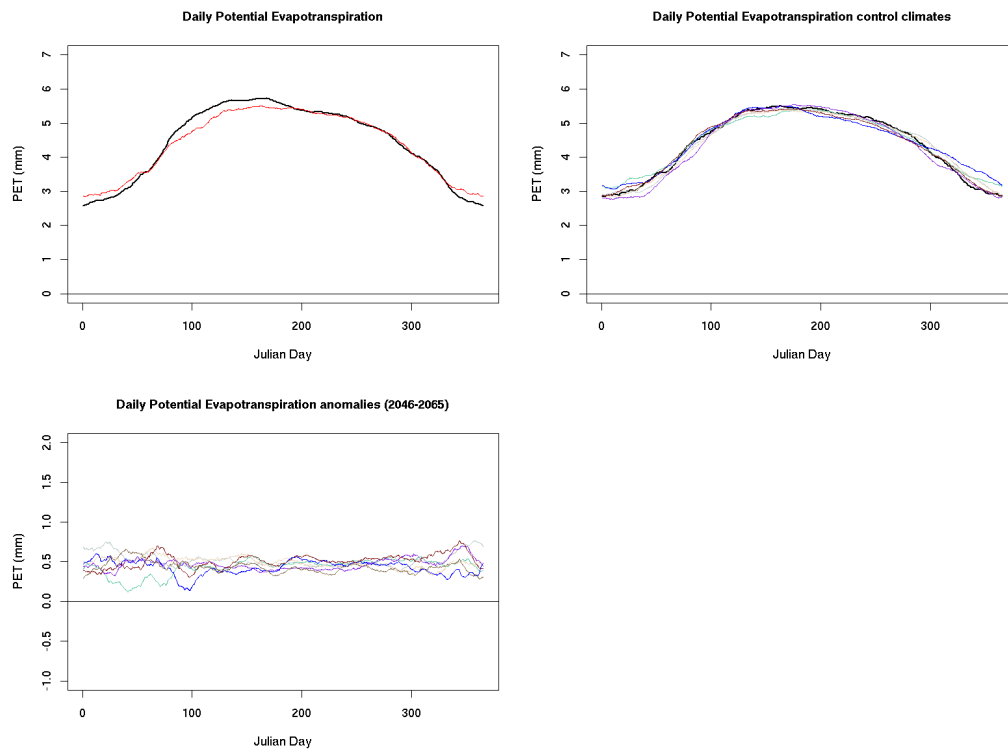 Daily Potential Evapotranspiration
PET (mm)
7
6
5
4
3
2
1
0
0 100 200 300
Julian Day
Daily Potential Evapotranspiration control climates
PET (mm)
7
6
5
4
3
2
1
0
0 100 200 300
Julian Day
Daily Potential Evapotranspiration anomalies (2046-2065)
PET (mm)
2.0
1.5
1.0
0.5
0.0
-0.5
-1.0
0 100 200 300
Julian Day